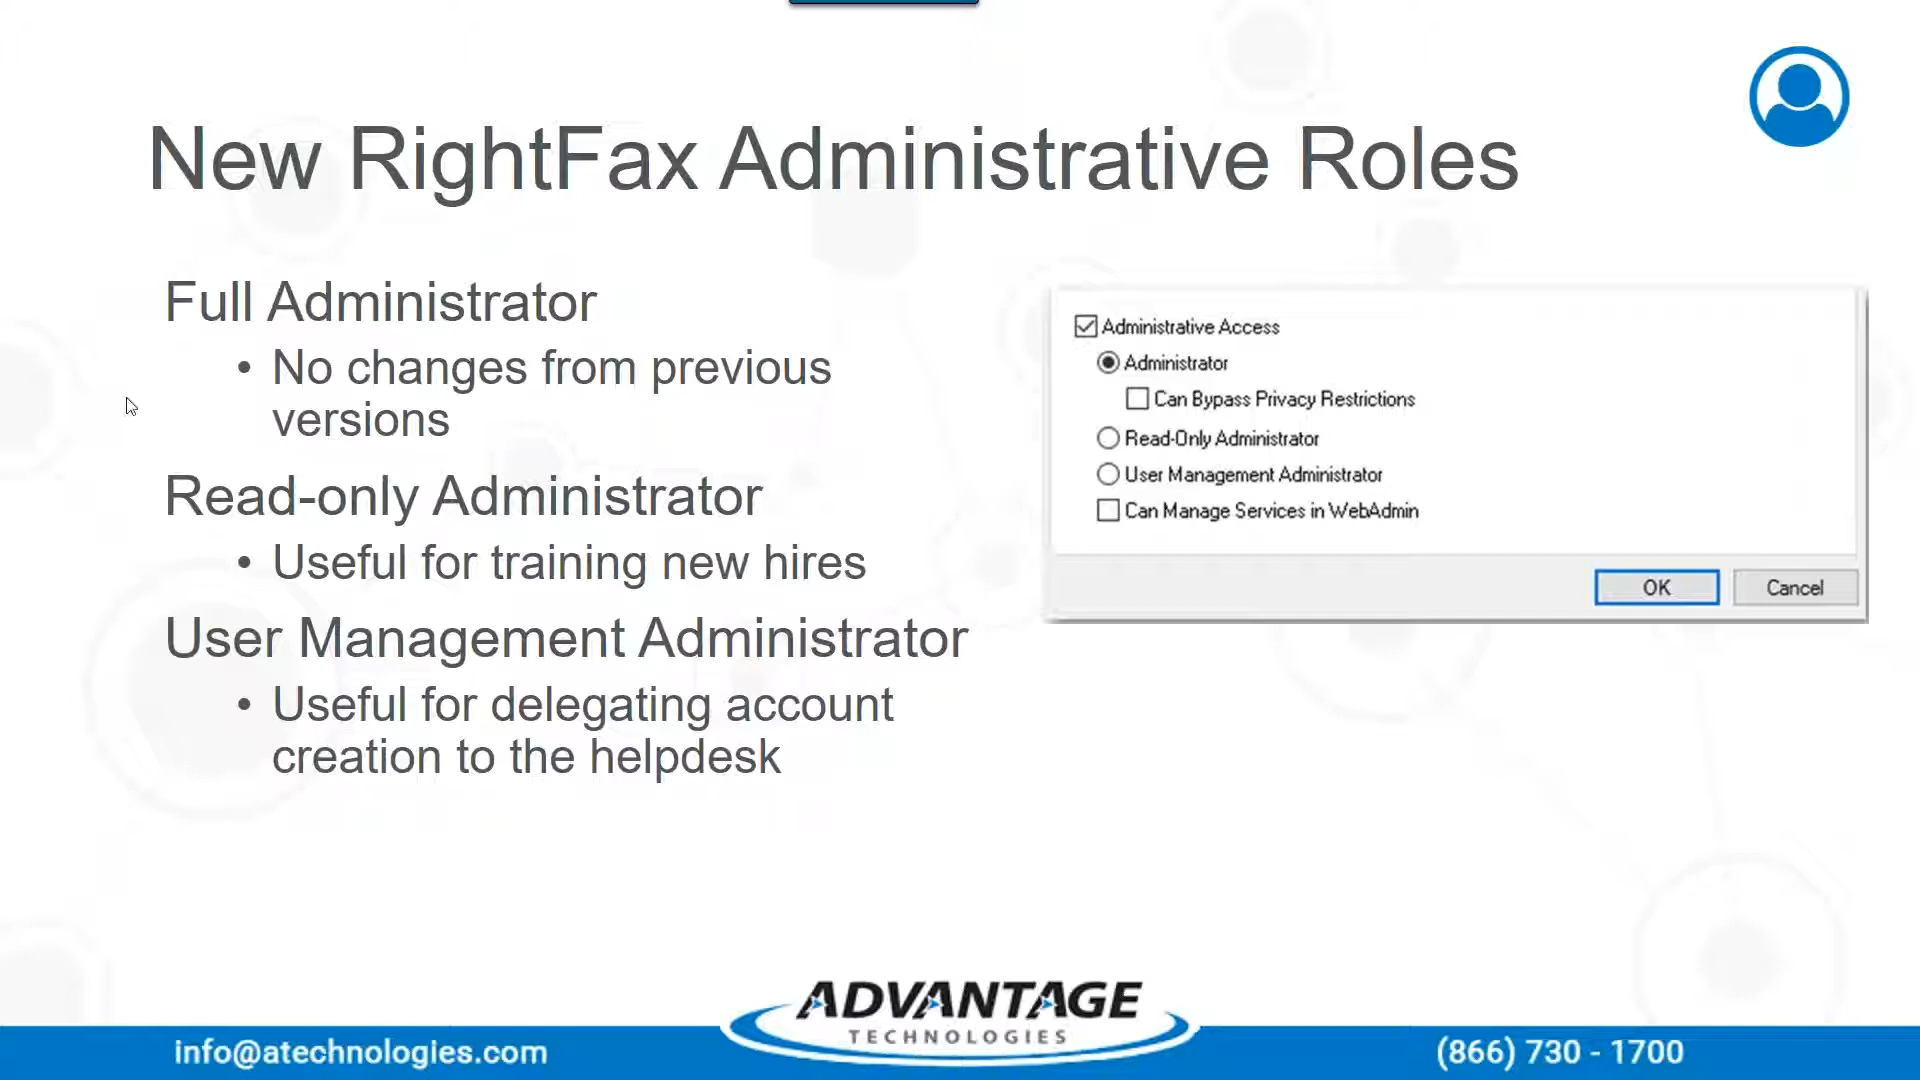 New RightFax Administrative Roles
Full Administrator
• No changes from previous
versions
Read-only Administrator
• Useful for training new hires
User Management Administrator
• Useful for delegating account
creation to the helpdesk
Administrative Access
Administrator
Can Bypass Privacy Restrictions
Read-Only Administrator
User Management Administrator
Can Manage Services in WebAdmin
OK
Cancel
info@atechnologies.com
ADVANTAGE
TECHNOLOGIES
(866) 730 - 1700